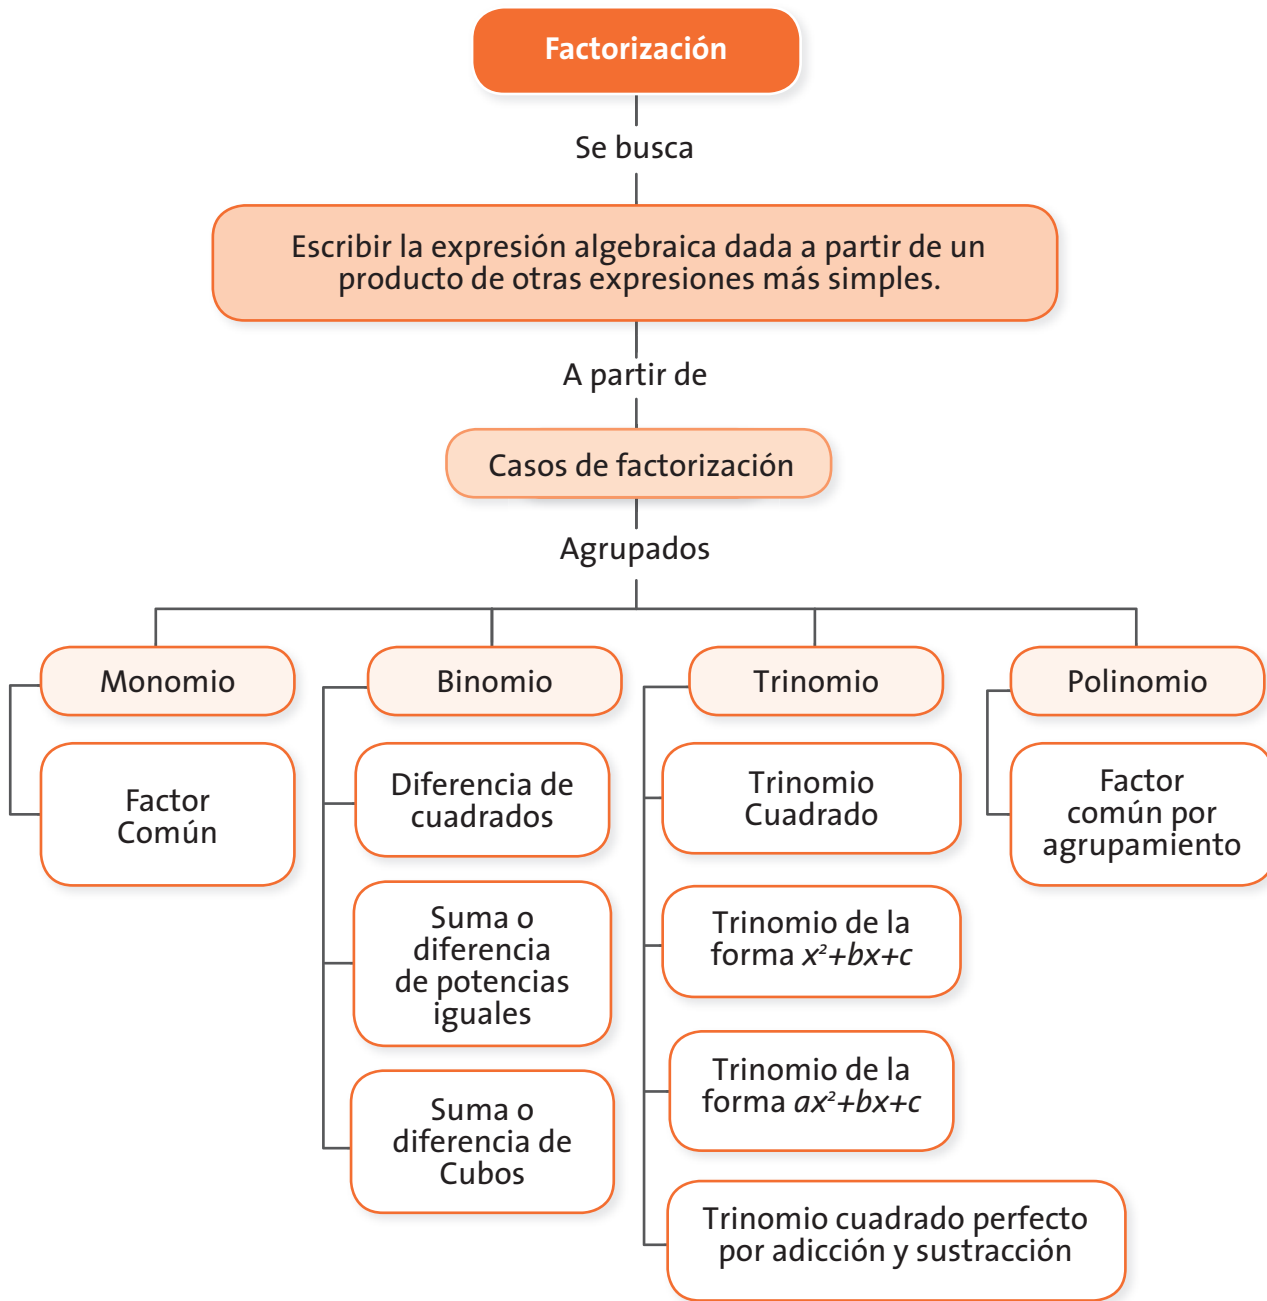 Factorización
Se busca
Escribir la expresión algebraica dada a partir de un
producto de otras expresiones más simples.
A partir de
Casos de factorización
Agrupados
Monomio
Factor
Común
Binomio
Diferencia de
cuadrados
Suma o
diferencia
de potencias
iguales
Suma o
diferencia de
Cubos
Trinomio
Trinomio
Cuadrado
Trinomio de la
forma x²+bx+c
Trinomio de la
forma ax²+bx+c
Trinomio cuadrado perfecto
por adicción y sustracción
Polinomio
Factor
común por
agrupamiento